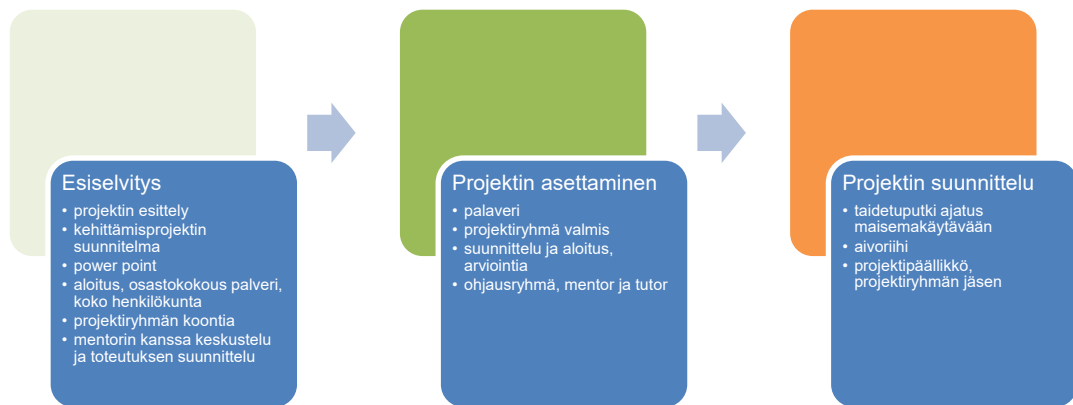 Esiselvitys
• projektin esittely
• kehittämisprojektin
suunnitelma
• power point
• aloitus, osastokokous palveri,
koko henkilökunta
• projektiryhmän koontia
• mentorin kanssa keskustelu
ja toteutuksen suunnittelu
Projektin asettaminen
• palaveri
• projektiryhmä valmis
• suunnittelu ja aloitus,
arviointia
• ohjausryhmä, mentor ja tutor
Projektin suunnittelu
• taidetuputki ajatus
maisemakäytävään
• aivoriihi
• projektipäällikkö,
projektiryhmän jäsen